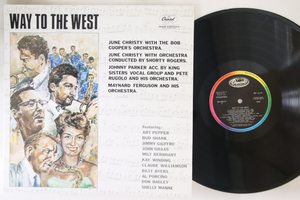 WAY TO THE WEST
Capitol
JUNE CHRISTY WITH THE BOB
COOPER'S ORCHESTRA.
JUNE CHRISTY WITH ORCHESTRA
CONDUCTED BY SHORTY ROGERS.
JOHNNY PARKER ACC. BY KING
SISTERS VOCAL GROUP AND PETE
RUGOLO AND HIS ORCHESTRA.
MAYNARD FERGUSON AND HIS
ORCHESTRA.
Featuring:
ART PEPPER
BUD SHANK
JIMMY GIUFFRE
JOHN GRAAS
MILT BERNHART
KAI WINDING
CLAUDE WILLIAMSON
BILLY BYERS
AL PORCINO
DON BAGLEY
SHELLY MANNE
Capitol